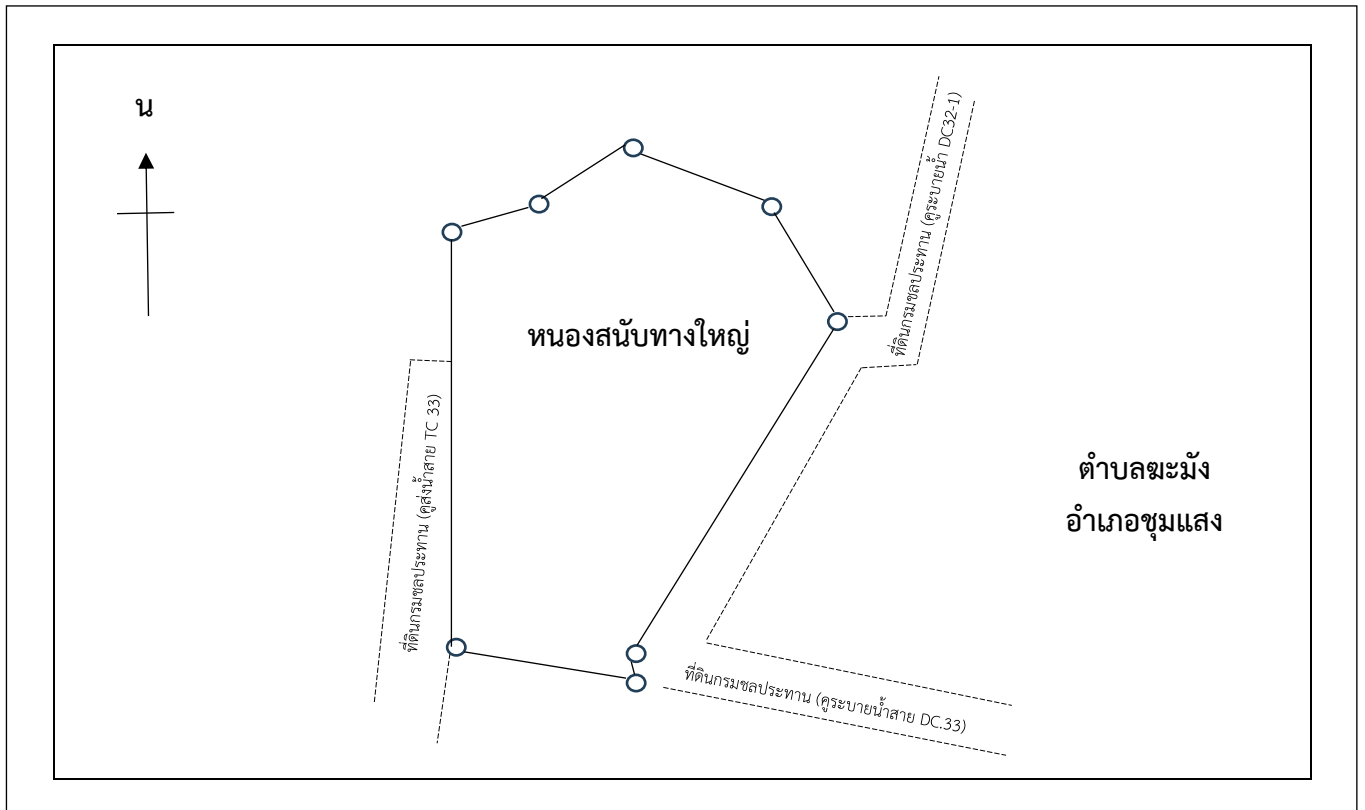 น
ที่ดินกรมชลประทาน (คูระบายน้ำ DC32-1)
หนองสนับทางใหญ่
ที่ดินกรมชลประทาน (คูส่งน้ำสาย TC 33)
ตำบลฆะมัง
อำเภอชุมแสง
ที่ดินกรมชลประทาน (คูระบายน้ำสาย DC.33)